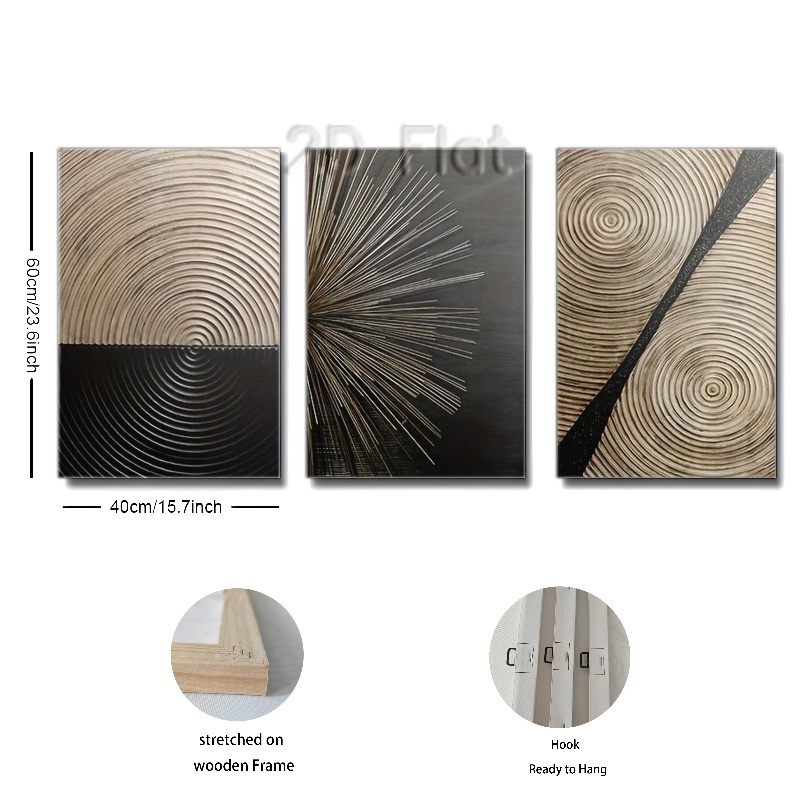 2D Flat
60cm/23.6inch
40cm/15.7inch
stretched on
wooden Frame
Hook
Ready to Hang